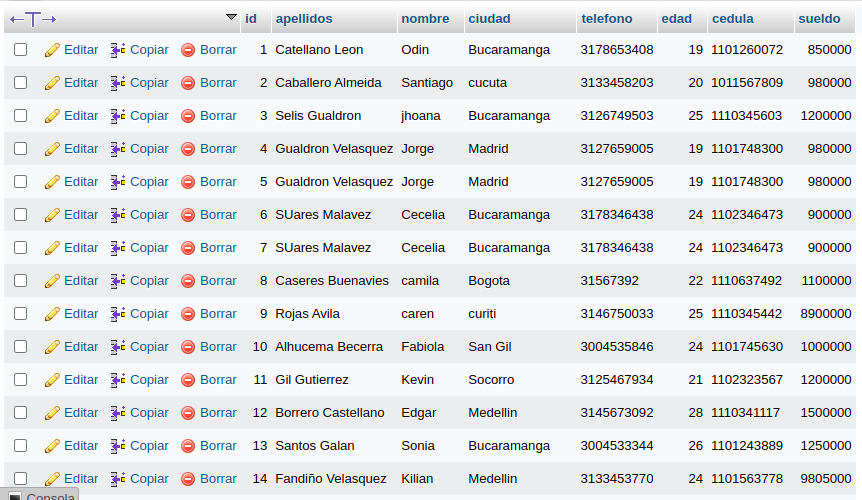 id apellidos nombre ciudad telefono edad cedula sueldo
Editar Copiar Borrar 1 Catellano Leon Odin Bucaramanga 3178653408 19 1101260072 850000
Editar Copiar Borrar 2 Caballero Almeida Santiago cucuta 3133458203 20 1011567809 980000
Editar Copiar Borrar 3 Selis Gualdron jhoana Bucaramanga 3126749503 25 1110345603 1200000
Editar Copiar Borrar 4 Gualdron Velasquez Jorge Madrid 3127659005 19 1101748300 980000
Editar Copiar Borrar 5 Gualdron Velasquez Jorge Madrid 3127659005 19 1101748300 980000
Editar Copiar Borrar 6 SUares Malavez Cecelia Bucaramanga 3178346438 24 1102346473 900000
Editar Copiar Borrar 7 SUares Malavez Cecelia Bucaramanga 3178346438 24 1102346473 900000
Editar Copiar Borrar 8 Caseres Buenavies camila Bogota 31567392 22 1110637492 1100000
Editar Copiar Borrar 9 Rojas Avila caren curiti 3146750033 25 1110345442 8900000
Editar Copiar Borrar 10 Alhucema Becerra Fabiola San Gil 3004535846 24 1101745630 1000000
Editar Copiar Borrar 11 Gil Gutierrez Kevin Socorro 3125467934 21 1102323567 1200000
Editar Copiar Borrar 12 Borrero Castellano Edgar Medellin 3145673092 28 1110341117 1500000
Editar Copiar Borrar 13 Santos Galan Sonia Bucaramanga 3004533344 26 1101243889 1250000
Editar Copiar Borrar 14 Fandiño Velasquez Kilian Medellin 3133453770 24 1101563778 9805000
Consola